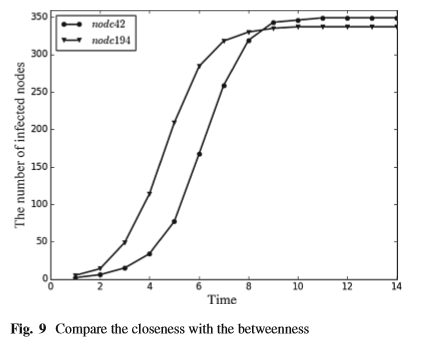 350
300
250
200
150
100
50
0
node42
node194
The number of infected nodes
0 2 4 6 8 10 12 14
Time
Fig. 9 Compare the closeness with the betweenness